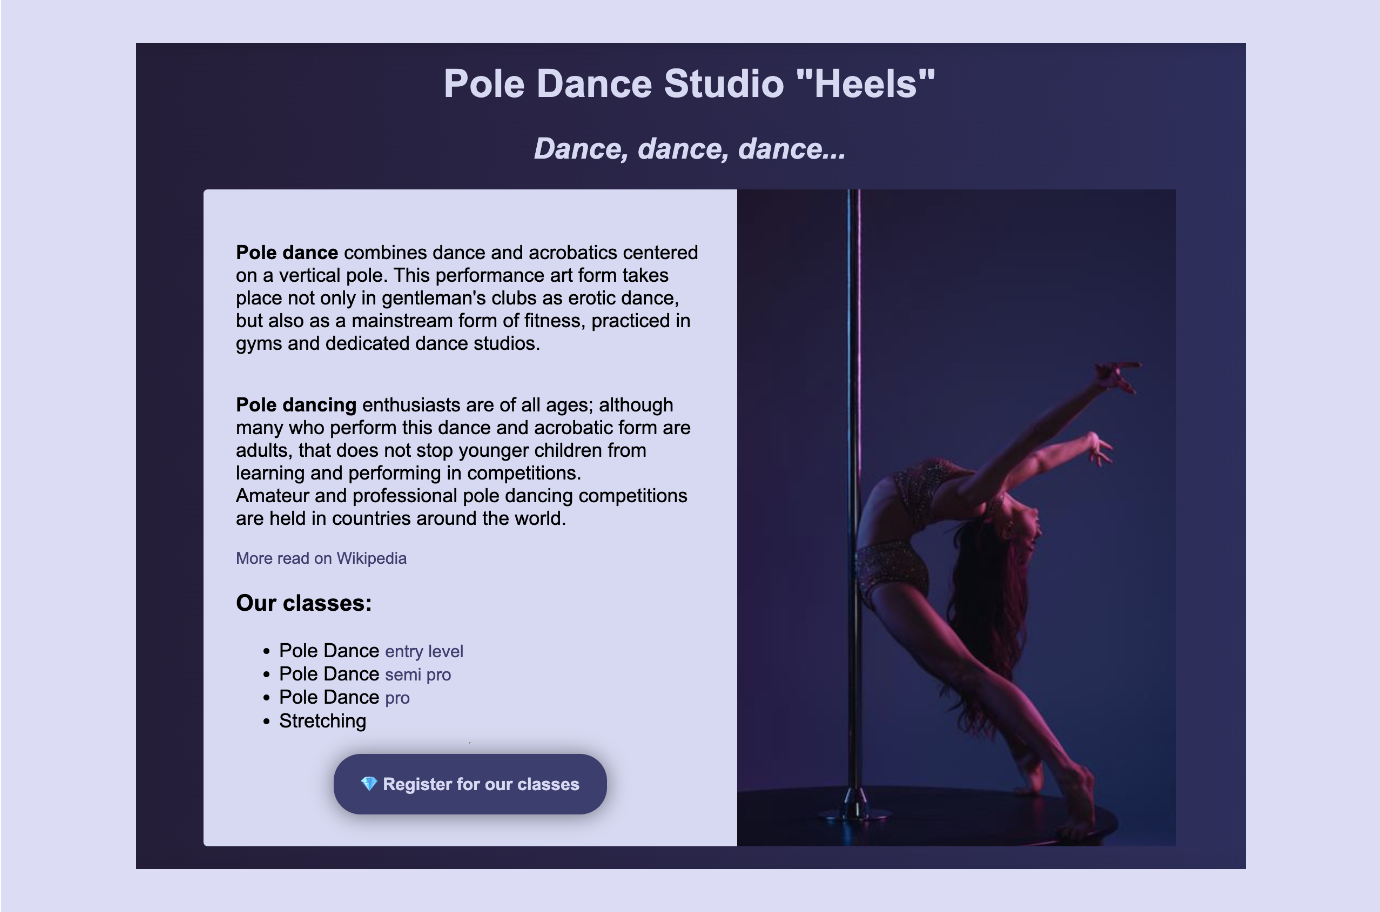 Pole Dance Studio "Heels"
Dance, dance, dance...
Pole dance combines dance and acrobatics centered
on a vertical pole. This performance art form takes
place not only in gentleman's clubs as erotic dance,
but also as a mainstream form of fitness, practiced in
gyms and dedicated dance studios.
Pole dancing enthusiasts are of all ages; although
many who perform this dance and acrobatic form are
adults, that does not stop younger children from
learning and performing in competitions.
Amateur and professional pole dancing competitions
are held in countries around the world.
More read on Wikipedia
Our classes:
• Pole Dance entry level
• Pole Dance semi pro
• Pole Dance pro
• Stretching
💎 Register for our classes